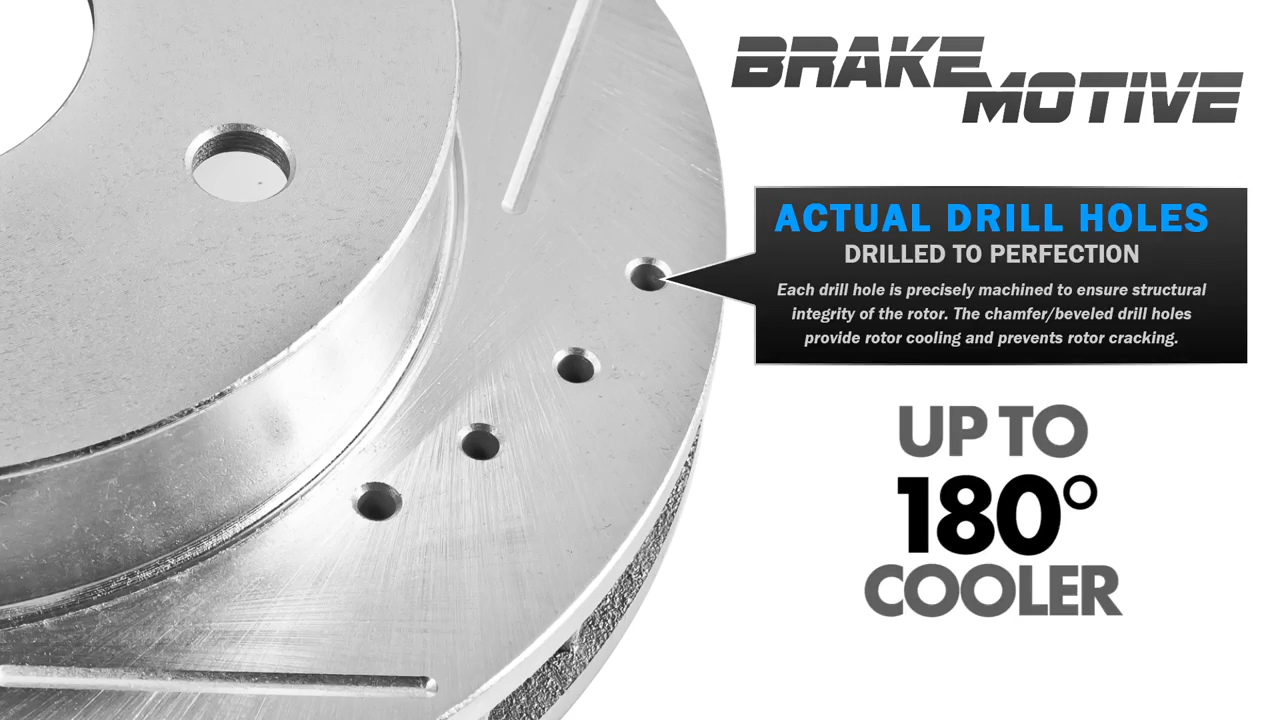 BRAKE
MOTIVE
ACTUAL DRILL HOLES
DRILLED TO PERFECTION
Each drill hole is precisely machined to ensure structural
integrity of the rotor. The chamfer/beveled drill holes
provide rotor cooling and prevents rotor cracking.
UP TO
180°
COOLER